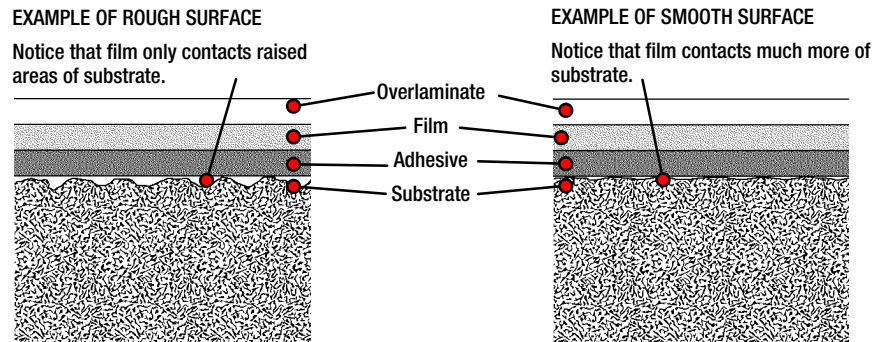 EXAMPLE OF ROUGH SURFACE
Notice that film only contacts raised
areas of substrate.
EXAMPLE OF SMOOTH SURFACE
Notice that film contacts much more of
substrate.
Overlaminate
Film
Adhesive
Substrate